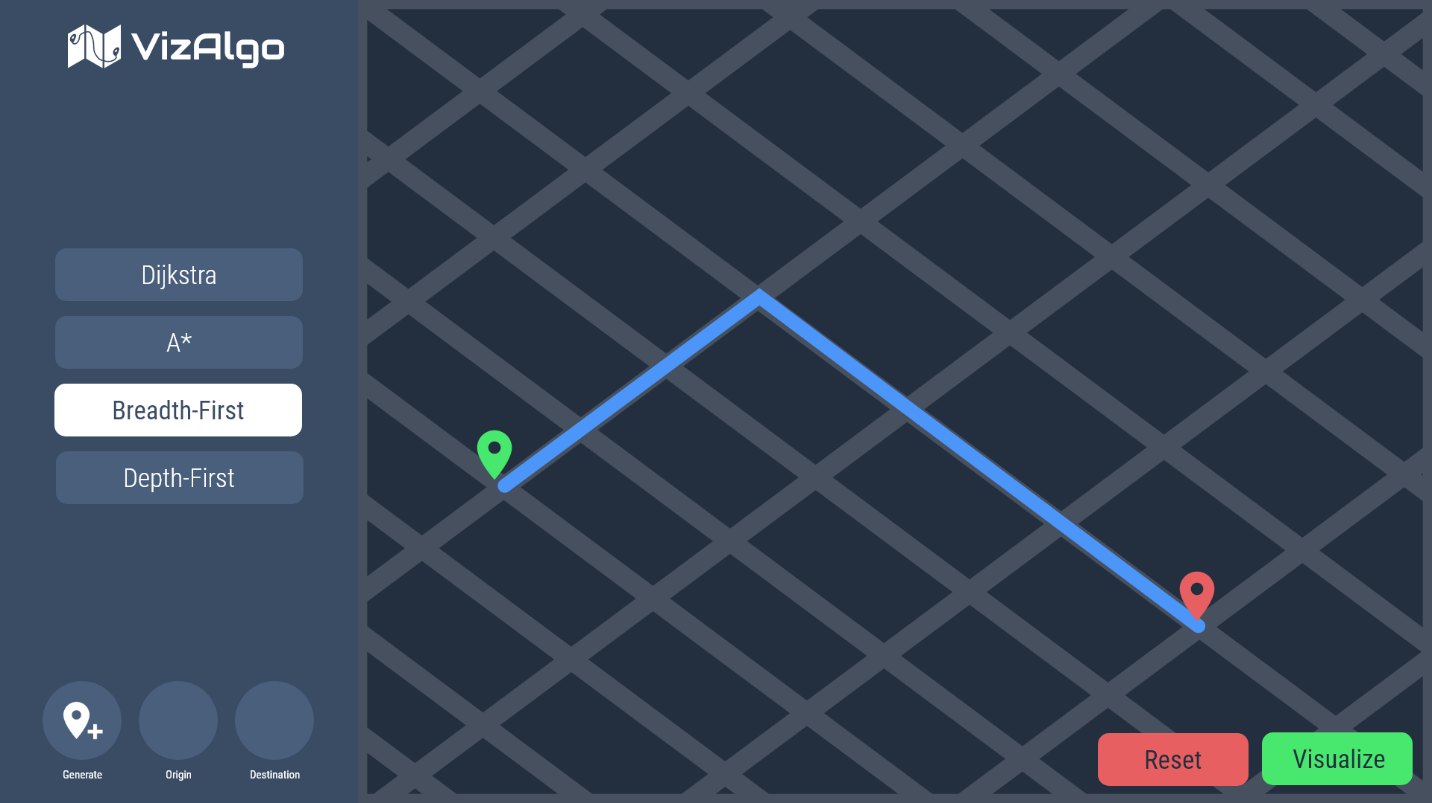 VizAlgo
Dijkstra
A*
Breadth-First
Depth-First
Generate
Origin
Destination
Reset
Visualize